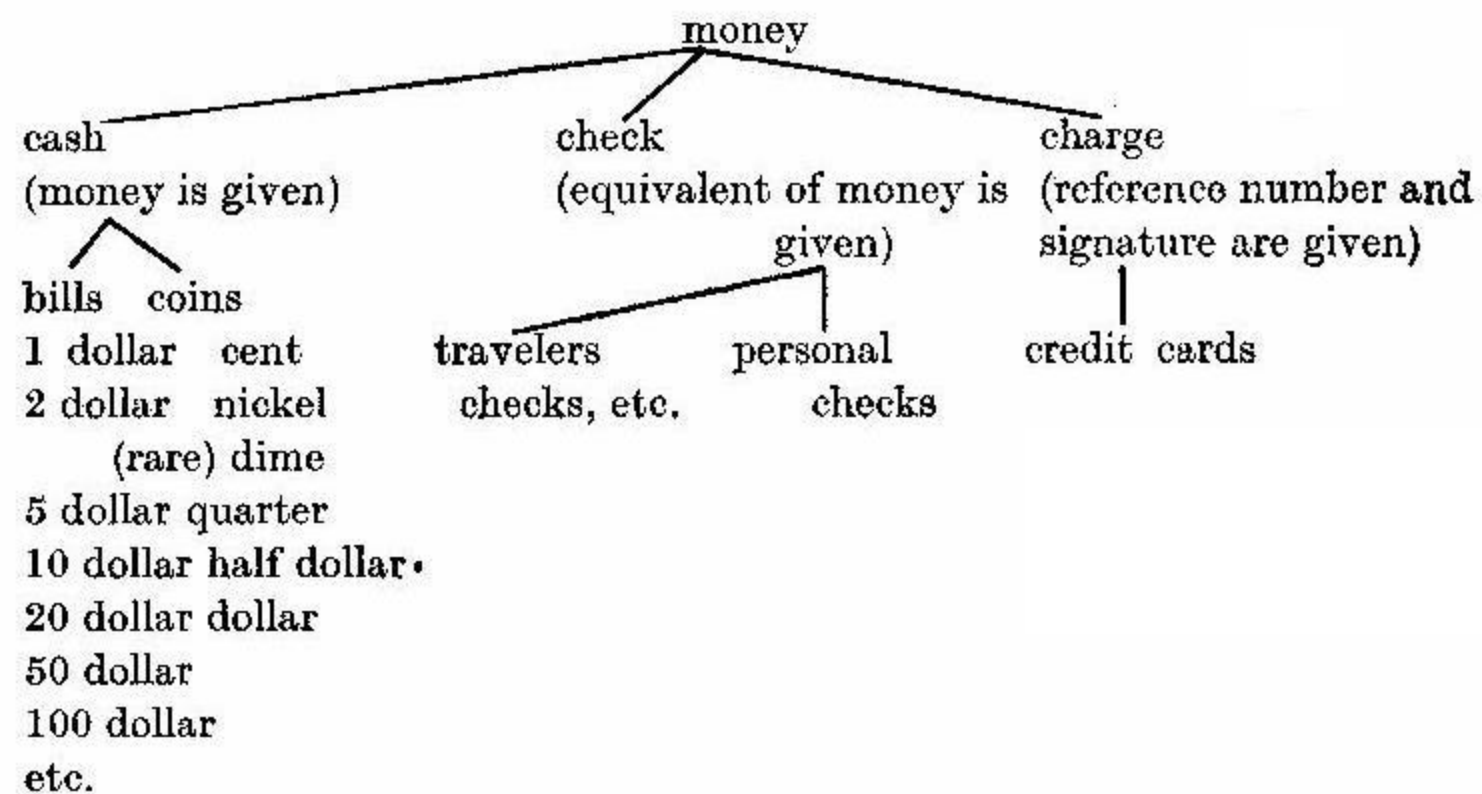 money
cash check charge
(money is given) (equivalent of money is (reference number and
given) signature are given)
bills coins
1 dollar cent travelers personal credit cards
2 dollar nickel checks, etc. checks
(rare) dime
5 dollar quarter
10 dollar half dollar
20 dollar dollar
50 dollar
100 dollar
etc.